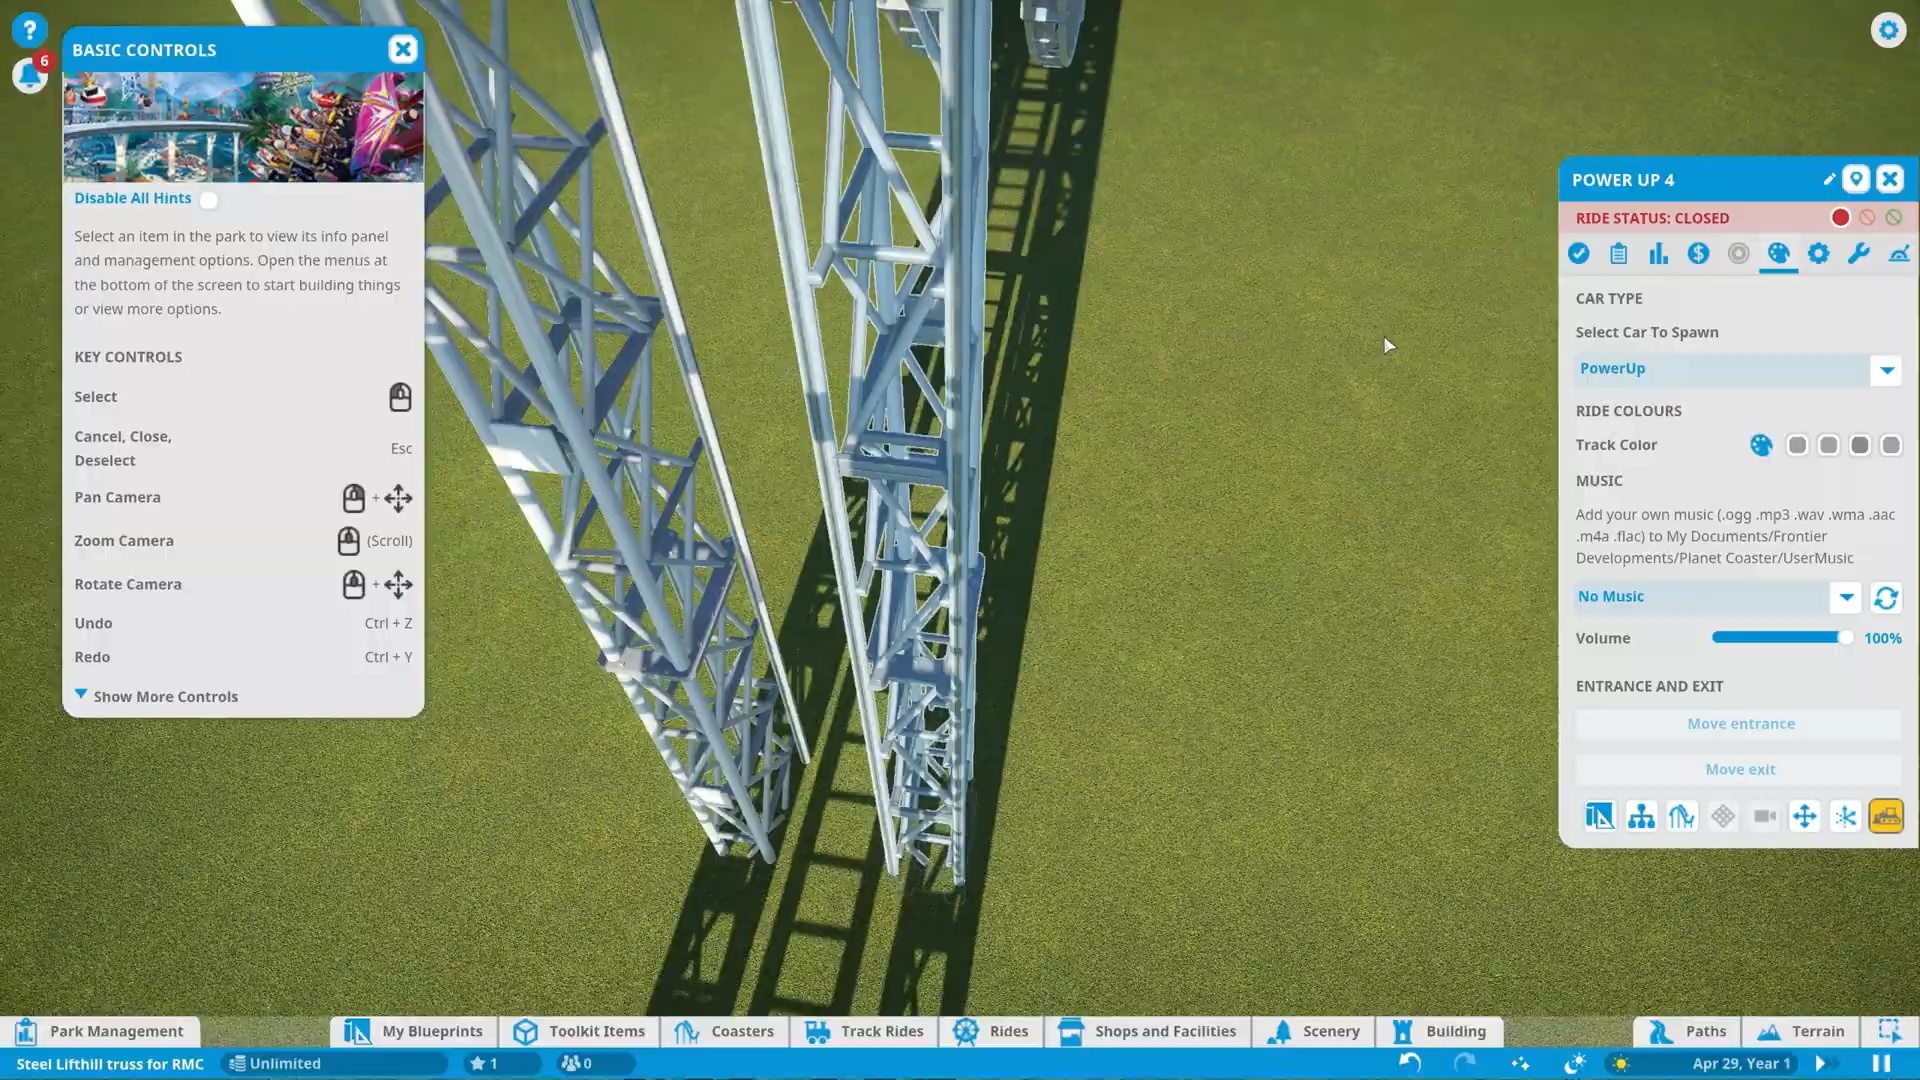 ?
6
BASIC CONTROLS
Disable All Hints
Select an item in the park to view its info panel
and management options. Open the menus at
the bottom of the screen to start building things
or view more options.
KEY CONTROLS
Select
Cancel, Close,
Deselect
Esc
Pan Camera
+
Zoom Camera
(Scroll)
Rotate Camera
+
Undo
Ctrl + Z
Redo
Ctrl + Y
Show More Controls
POWER UP 4
RIDE STATUS: CLOSED
CAR TYPE
Select Car To Spawn
PowerUp
RIDE COLOURS
Track Color
MUSIC
Add your own music (.ogg .mp3 .wav .wma .aac
.m4a .flac) to My Documents/Frontier
Developments/Planet Coaster/UserMusic
No Music
Volume
100%
ENTRANCE AND EXIT
Move entrance
Move exit
Park Management
My Blueprints
Toolkit Items
Coasters
Track Rides
Rides
Shops and Facilities
Scenery
Building
Paths
Terrain
Steel Lifthill truss for RMC
Unlimited
1
0
Apr 29, Year 1